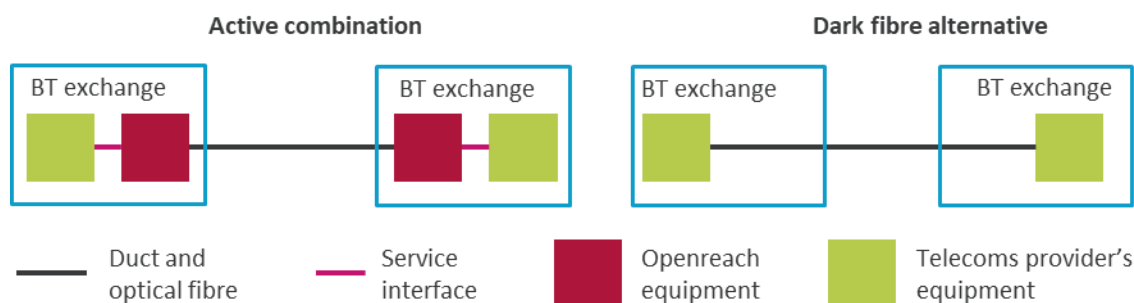 Active combination
Dark fibre alternative
BT exchange
BT exchange
BT exchange
BT exchange
Duct and
optical fibre
Service
interface
Openreach
equipment
Telecoms provider's
equipment